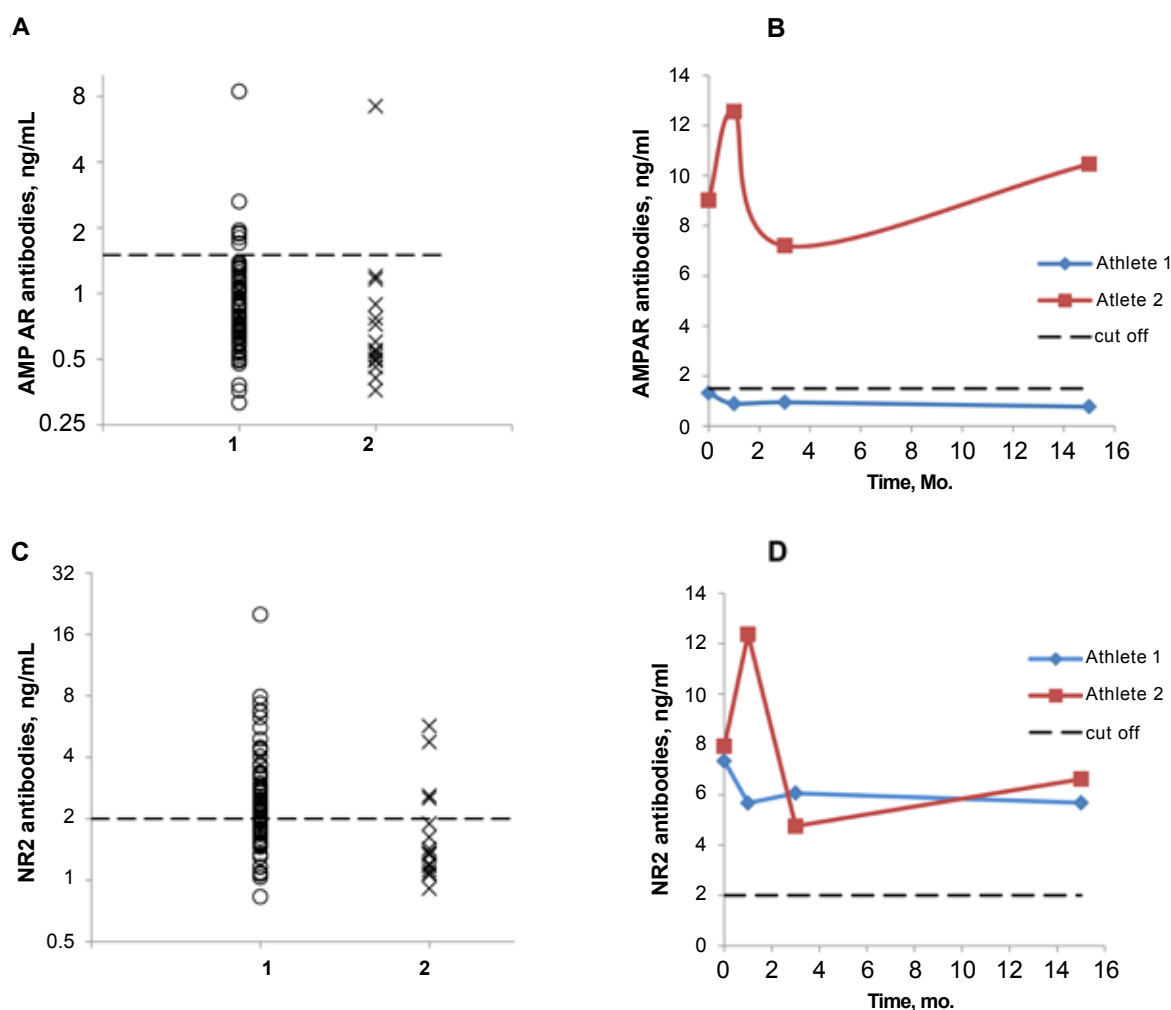 A
AMP AR antibodies, ng/mL
8
4
2
1
0.5
0.25
1 2
B
AMPAR antibodies, ng/ml
14
12
10
8
6
4
2
0
0 2 4 6 8 10 12 14 16
Time, Mo.
Athlete 1
Atlete 2
cut off
C
NR2 antibodies, ng/mL
32
16
8
4
2
1
0.5
1 2
D
NR2 antibodies, ng/ml
14
12
10
8
6
4
2
0
0 2 4 6 8 10 12 14 16
Time, mo.
Athlete 1
Athlete 2
cut off